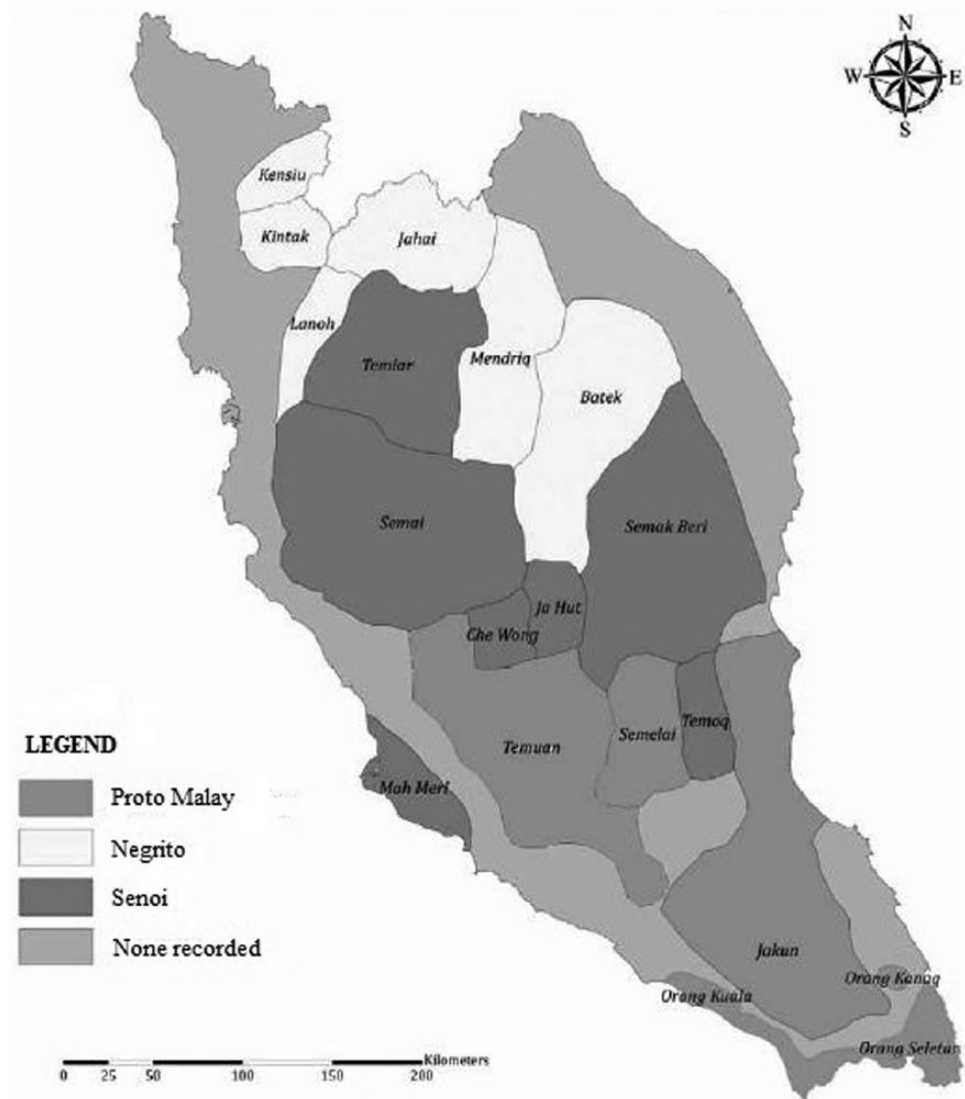 N
W
E
S
Kensiu
Kintak
Jahai
Lanoh
Temiar
Mendriq
Batek
Semai
Semak Beri
Ja Hut
Che Wong
Temuan
Semelai
Temoq
Mah Meri
Jakun
Orang Kanaq
Orang Kuala
Orang Seletan
LEGEND
Proto Malay
Negrito
Senoi
None recorded
Kilometers
0 25 50 100 150 200